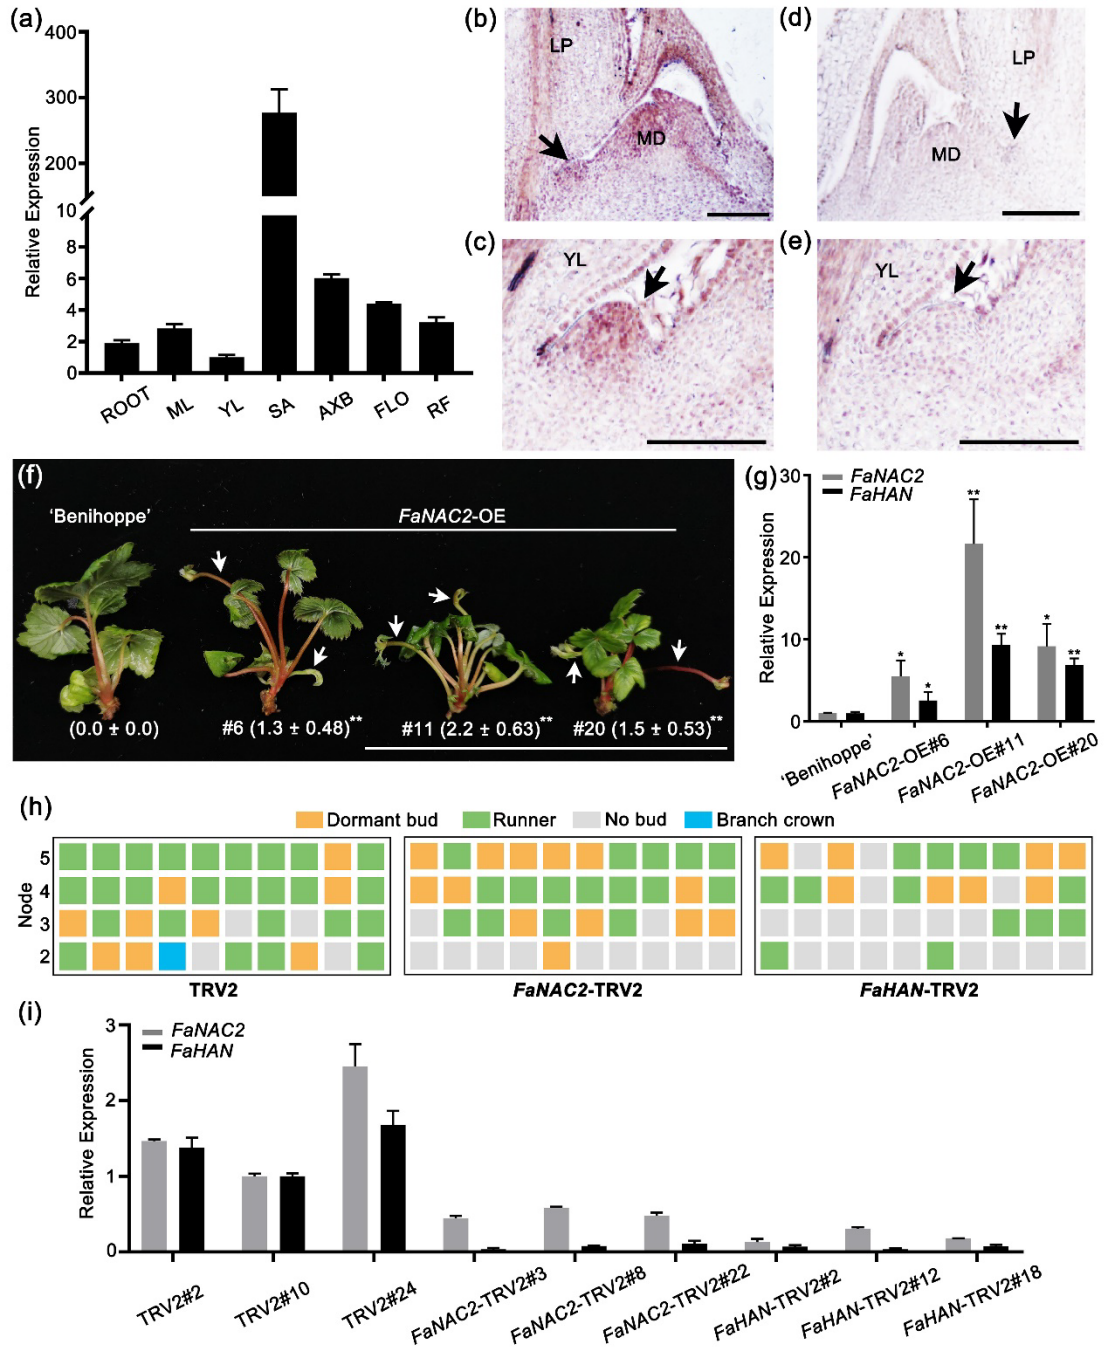 (a)
400
300
200
10
8
6
4
2
0
Relative Expression
ROOT ML YL SA AXB FLO RF
(b)
LP
MD
(d)
LP
MD
(c)
YL
(e)
YL
(f)
'Benihoppe' FaNAC2-OE
(0.0 ± 0.0) #6 (1.3 ± 0.48)** #11 (2.2 ± 0.63)** #20 (1.5 ± 0.53)**
(g)
FaNAC2
FaHAN
30
20
10
0
Relative Expression
** ** * * * **
'Benihoppe' FaNAC2-OE#6 FaNAC2-OE#11 FaNAC2-OE#20
(h)
Dormant bud Runner No bud Branch crown
Node
5
4
3
2
TRV2 FaNAC2-TRV2 FaHAN-TRV2
(i)
FaNAC2
FaHAN
3
2
1
0
Relative Expression
TRV2#2 TRV2#10 TRV2#24 FaNAC2-TRV2#3 FaNAC2-TRV2#8 FaNAC2-TRV2#22 FaHAN-TRV2#2 FaHAN-TRV2#12 FaHAN-TRV2#18